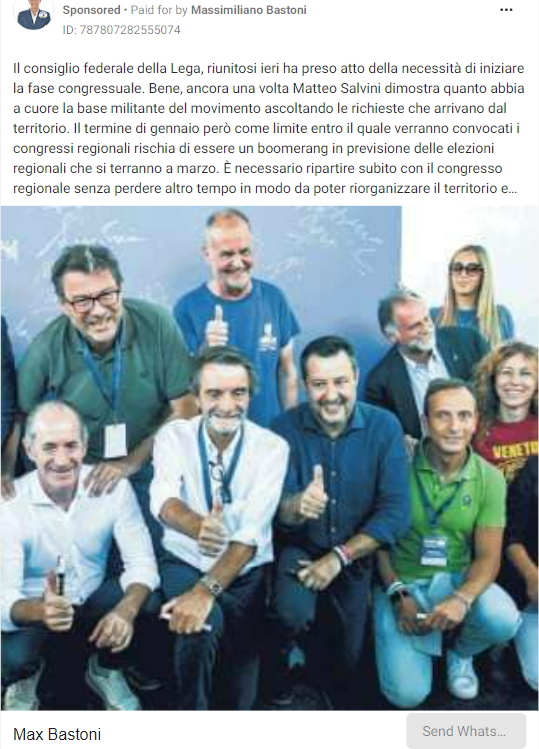 Sponsored • Paid for by Massimiliano Bastoni
ID: 787807282555074
Il consiglio federale della Lega, riunitosi ieri ha preso atto della necessità di iniziare
la fase congressuale. Bene, ancora una volta Matteo Salvini dimostra quanto abbia
a cuore la base militante del movimento ascoltando le richieste che arrivano dal
territorio. Il termine di gennaio però come limite entro il quale verranno convocati i
congressi regionali rischia di essere un boomerang in previsione delle elezioni
regionali che si terranno a marzo. È necessario ripartire subito con il congresso
regionale senza perdere altro tempo in modo da poter riorganizzare il territorio e...
VENETO
Max Bastoni
Send Whats...